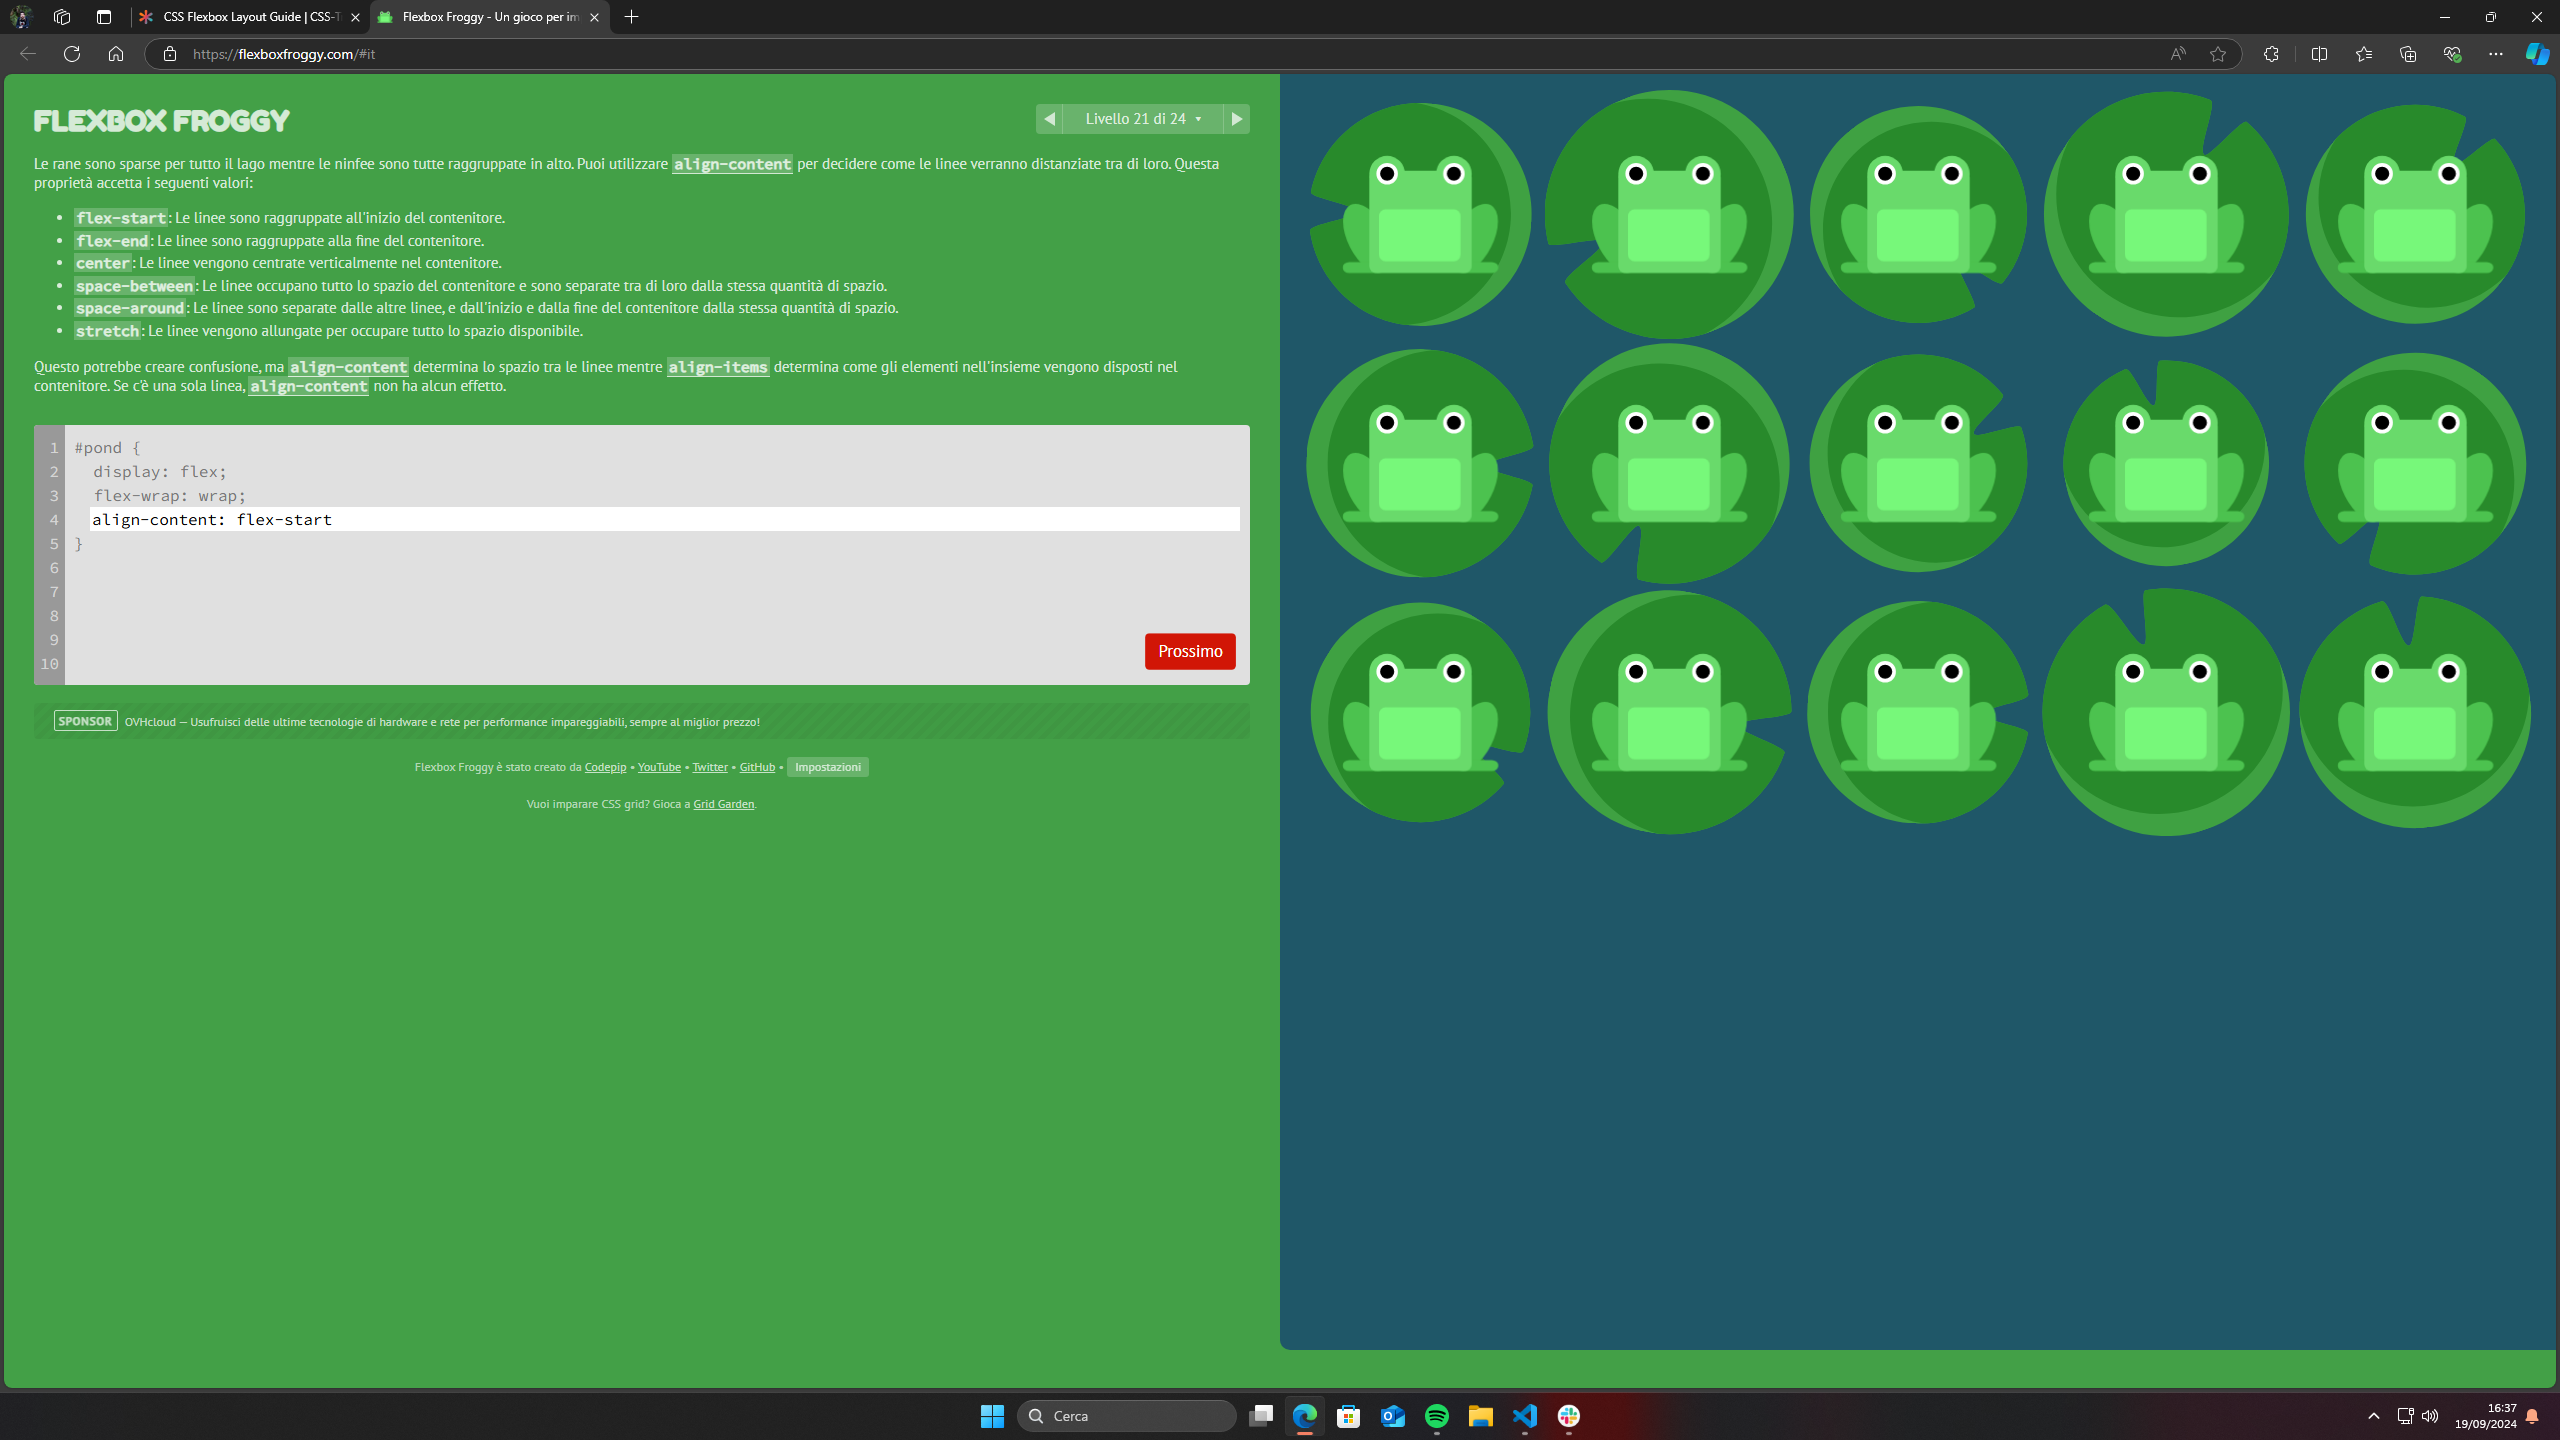 CSS Flexbox Layout Guide | CSS-T
Flexbox Froggy - Un gioco per im
https://flexboxfroggy.com/#it
FLEXBOX FROGGY
Livello 21 di 24
Le rane sono sparse per tutto il lago mentre le ninfee sono tutte raggruppate in alto. Puoi utilizzare align-content per decidere come le linee verranno distanziate tra di loro. Questa
proprietà accetta i seguenti valori:
• flex-start: Le linee sono raggruppate all'inizio del contenitore.
• flex-end: Le linee sono raggruppate alla fine del contenitore.
• center: Le linee vengono centrate verticalmente nel contenitore.
• space-between: Le linee occupano tutto lo spazio del contenitore e sono separate tra di loro dalla stessa quantità di spazio.
• space-around: Le linee sono separate dalle altre linee, e dall'inizio e dalla fine del contenitore dalla stessa quantità di spazio.
• stretch: Le linee vengono allungate per occupare tutto lo spazio disponibile.
Questo potrebbe creare confusione, ma align-content determina lo spazio tra le linee mentre align-items determina come gli elementi nell'insieme vengono disposti nel
contenitore. Se c'è una sola linea, align-content non ha alcun effetto.
1 #pond {
2 display: flex;
3 flex-wrap: wrap;
4 align-content: flex-start
5 }
6
7
8
9
10
Prossimo
SPONSOR OVHcloud — Usufruisci delle ultime tecnologie di hardware e rete per performance impareggiabili, sempre al miglior prezzo!
Flexbox Froggy è stato creato da Codepip • YouTube • Twitter • GitHub • Impostazioni
Vuoi imparare CSS grid? Gioca a Grid Garden.
Cerca
16:37
19/09/2024